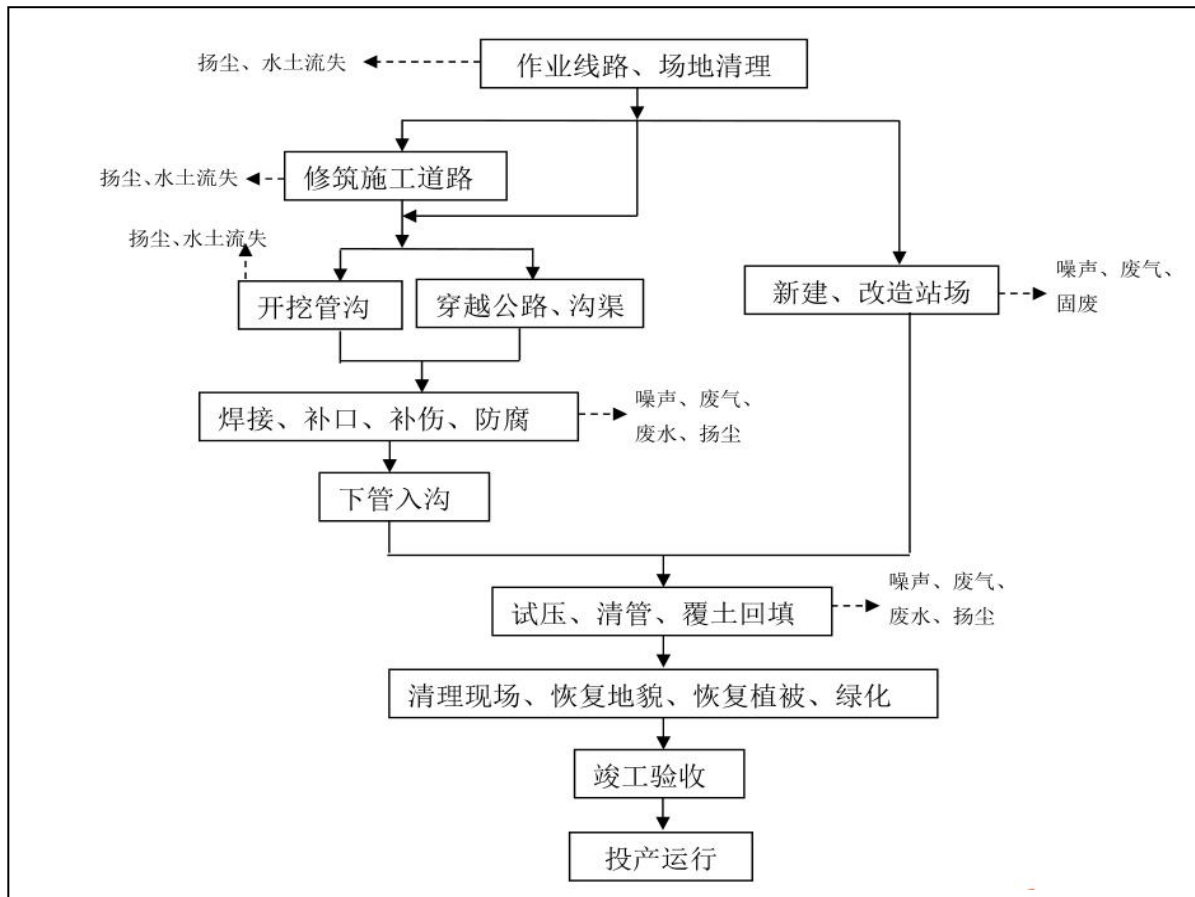 扬尘、水土流失
作业线路、场地清理
扬尘、水土流失
修筑施工道路
扬尘、水土流失
开挖管沟
穿越公路、沟渠
新建、改造站场
噪声、废气、
固废
焊接、补口、补伤、防腐
噪声、废气、
废水、扬尘
下管入沟
试压、清管、覆土回填
噪声、废气、
废水、扬尘
清理现场、恢复地貌、恢复植被、绿化
竣工验收
投产运行